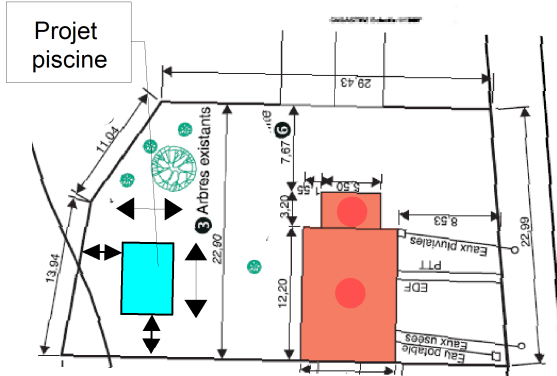 Projet
piscine
29,43
11,04
13,94
3 Arbres existants
22,90
6
7,67
1,55
5,50
3,20
12,20
8,53
22,99
Eaux pluviales
PTT
EDF
Eaux usées
Eau potable